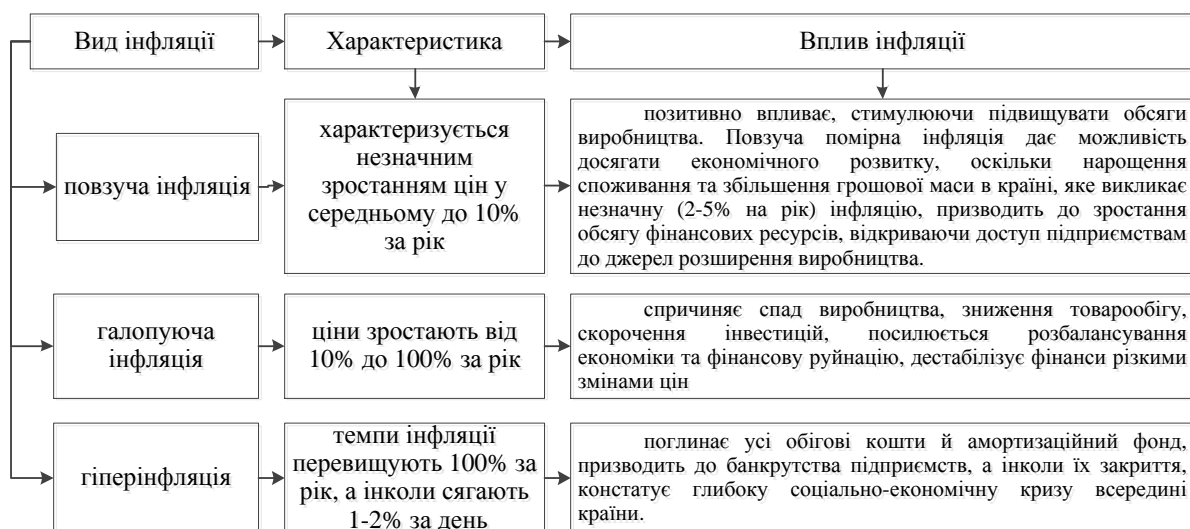 Вид інфляції
Характеристика
Вплив інфляції
повзуча інфляція
характеризується
незначним
зростанням цін у
середньому до 10%
за рік
позитивно впливає, стимулюючи підвищувати обсяги
виробництва. Повзуча помірна інфляція дає можливість
досягати економічного розвитку, оскільки нарощення
споживання та збільшення грошової маси в країні, яке викликає
незначну (2-5% на рік) інфляцію, призводить до зростання
обсягу фінансових ресурсів, відкриваючи доступ підприємствам
до джерел розширення виробництва.
галопуюча
інфляція
ціни зростають від
10% до 100% за рік
спричиняє спад виробництва, зниження товарообігу,
скорочення інвестицій, посилюється розбалансування
економіки та фінансову руйнацію, дестабілізує фінанси різкими
змінами цін
гіперінфляція
темпи інфляції
перевищують 100% за
рік, а інколи сягають
1-2% за день
поглинає усі обігові кошти й амортизаційний фонд,
призводить до банкрутства підприємств, а інколи їх закриття,
констатує глибоку соціально-економічну кризу всередині
країни.